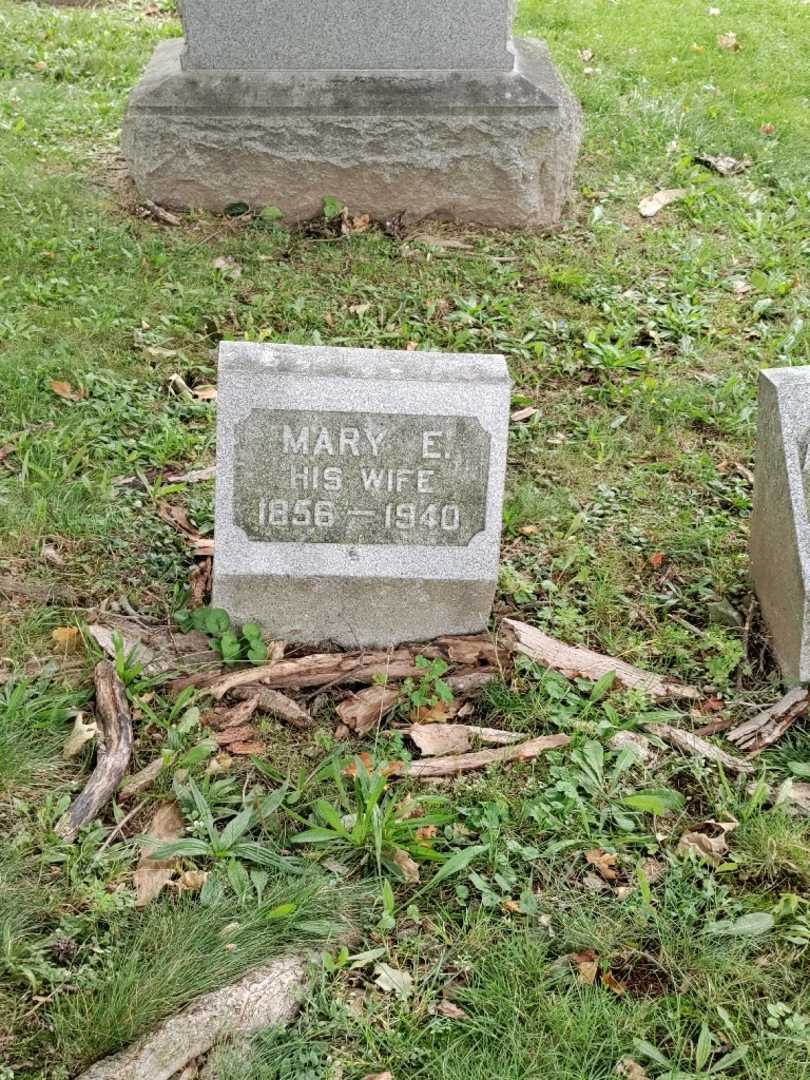 MARY E.
HIS WIFE
1856 — 1940